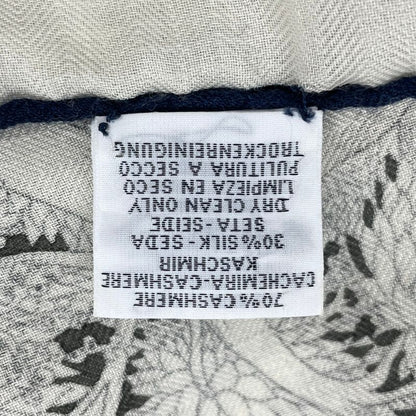 70% CASHMERE
CACHEMIRA-CASHMERE
KASCHMIR
30% SILK - SEDA
SETA - SEIDE
DRY CLEAN ONLY
LIMPIEZA EN SECO
PULITURA A SECCO
TROCKENREINIGUNG